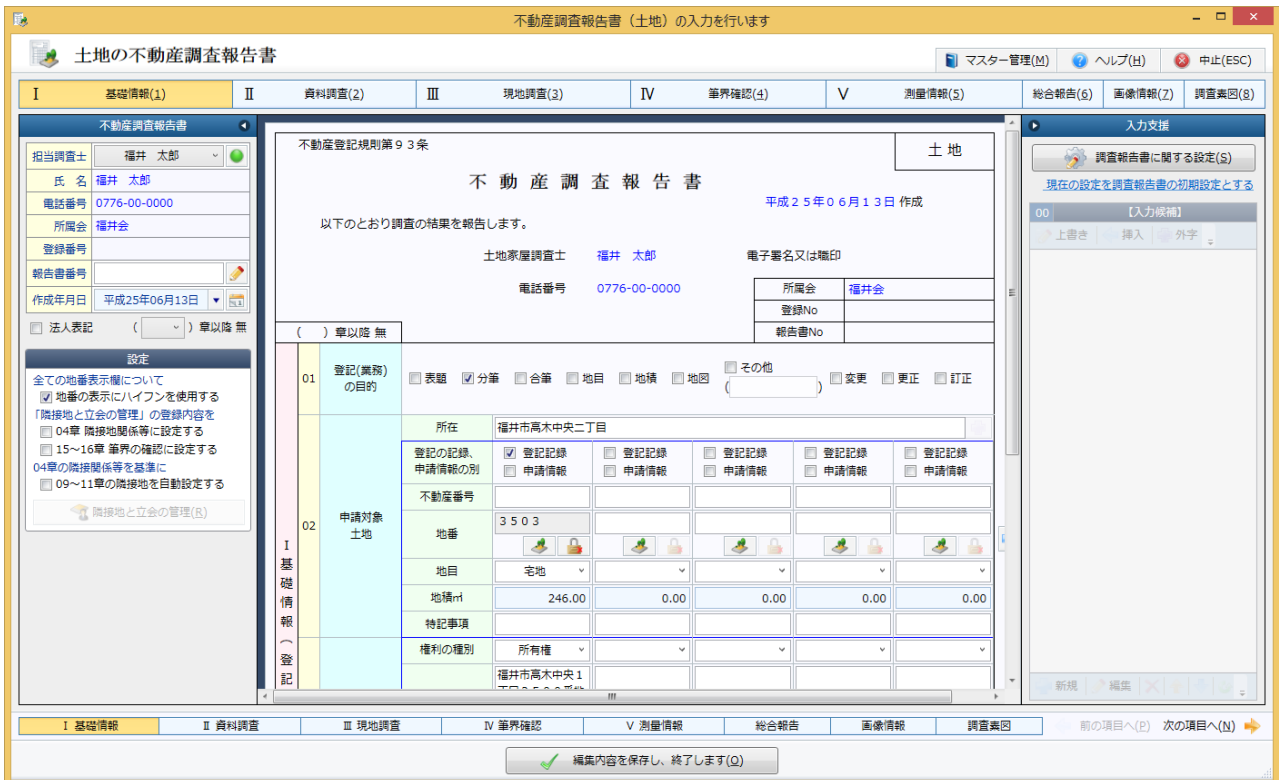 不動産調査報告書（土地）の入力を行います
土地の不動産調査報告書
マスター管理(M) ヘルプ(H) 中止(ESC)
I 基礎情報(1) II 資料調査(2) III 現地調査(3) IV 筆界確認(4) V 測量情報(5) 総合報告(6) 画像情報(7) 調査素図(8)
不動産調査報告書
担当調査士 福井 太郎
氏 名 福井 太郎
電話番号 0776-00-0000
所属会 福井会
登録番号
報告書番号
作成年月日 平成25年06月13日
法人表記 ( ) 章以降 無
設定
全ての地番表示欄について
地番の表示にハイフンを使用する
「隣接地と立会の管理」の登録内容を
04章 隣接地関係等に設定する
15～16章 筆界の確認に設定する
04章の隣接関係等を基準に
09～11章の隣接地を自動設定する
隣接地と立会の管理(R)
不動産登記規則第９３条
土 地
不 動 産 調 査 報 告 書
平成２５年０６月１３日 作成
以下のとおり調査の結果を報告します。
土地家屋調査士 福井 太郎 電子署名又は職印
電話番号 0776-00-0000
所属会 福井会
登録No
報告書No
( ) 章以降 無
I 基礎情報（登記
01 登記(業務)の目的 表題 分筆 合筆 地目 地積 地図 その他 ( ) 変更 更正 訂正
02 申請対象土地
所在 福井市高木中央二丁目
登記の記録、申請情報の別
登記記録 登記記録 登記記録 登記記録 登記記録
申請情報 申請情報 申請情報 申請情報 申請情報
不動産番号
地番 ３５０３
地目 宅地
地積㎡ 246.00 0.00 0.00 0.00 0.00
特記事項
権利の種別 所有権
福井市高木中央１
入力支援
調査報告書に関する設定(S)
現在の設定を調査報告書の初期設定とする
00 【入力候補】
上書き 挿入 外字
新規 編集
I 基礎情報 II 資料調査 III 現地調査 IV 筆界確認 V 測量情報 総合報告 画像情報 調査素図 前の項目へ(P) 次の項目へ(N)
編集内容を保存し、終了します(O)